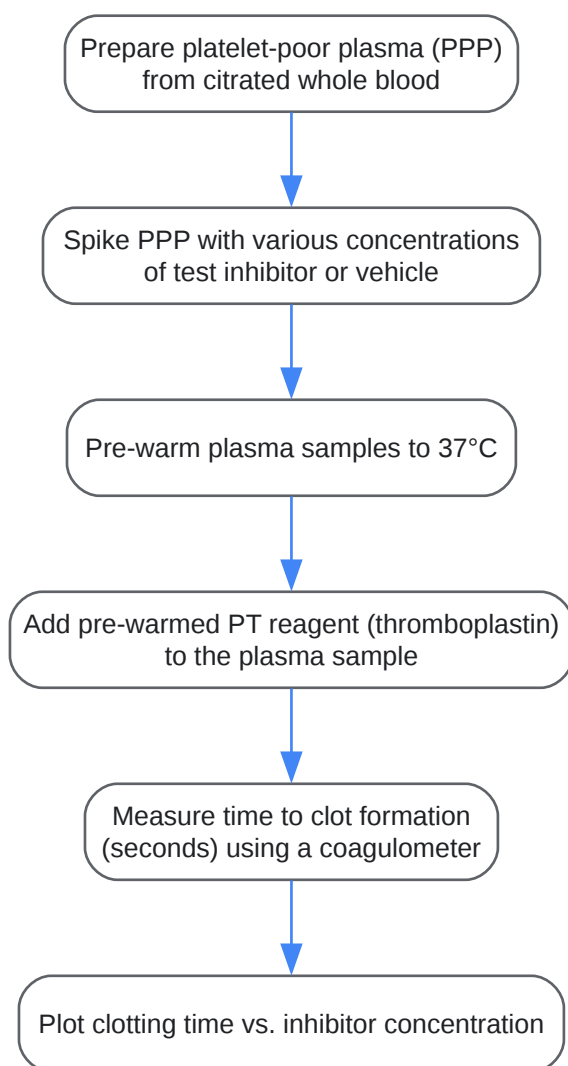 Prepare platelet-poor plasma (PPP)
from citrated whole blood
Spike PPP with various concentrations
of test inhibitor or vehicle
Pre-warm plasma samples to 37°C
Add pre-warmed PT reagent (thromboplastin)
to the plasma sample
Measure time to clot formation
(seconds) using a coagulometer
Plot clotting time vs. inhibitor concentration